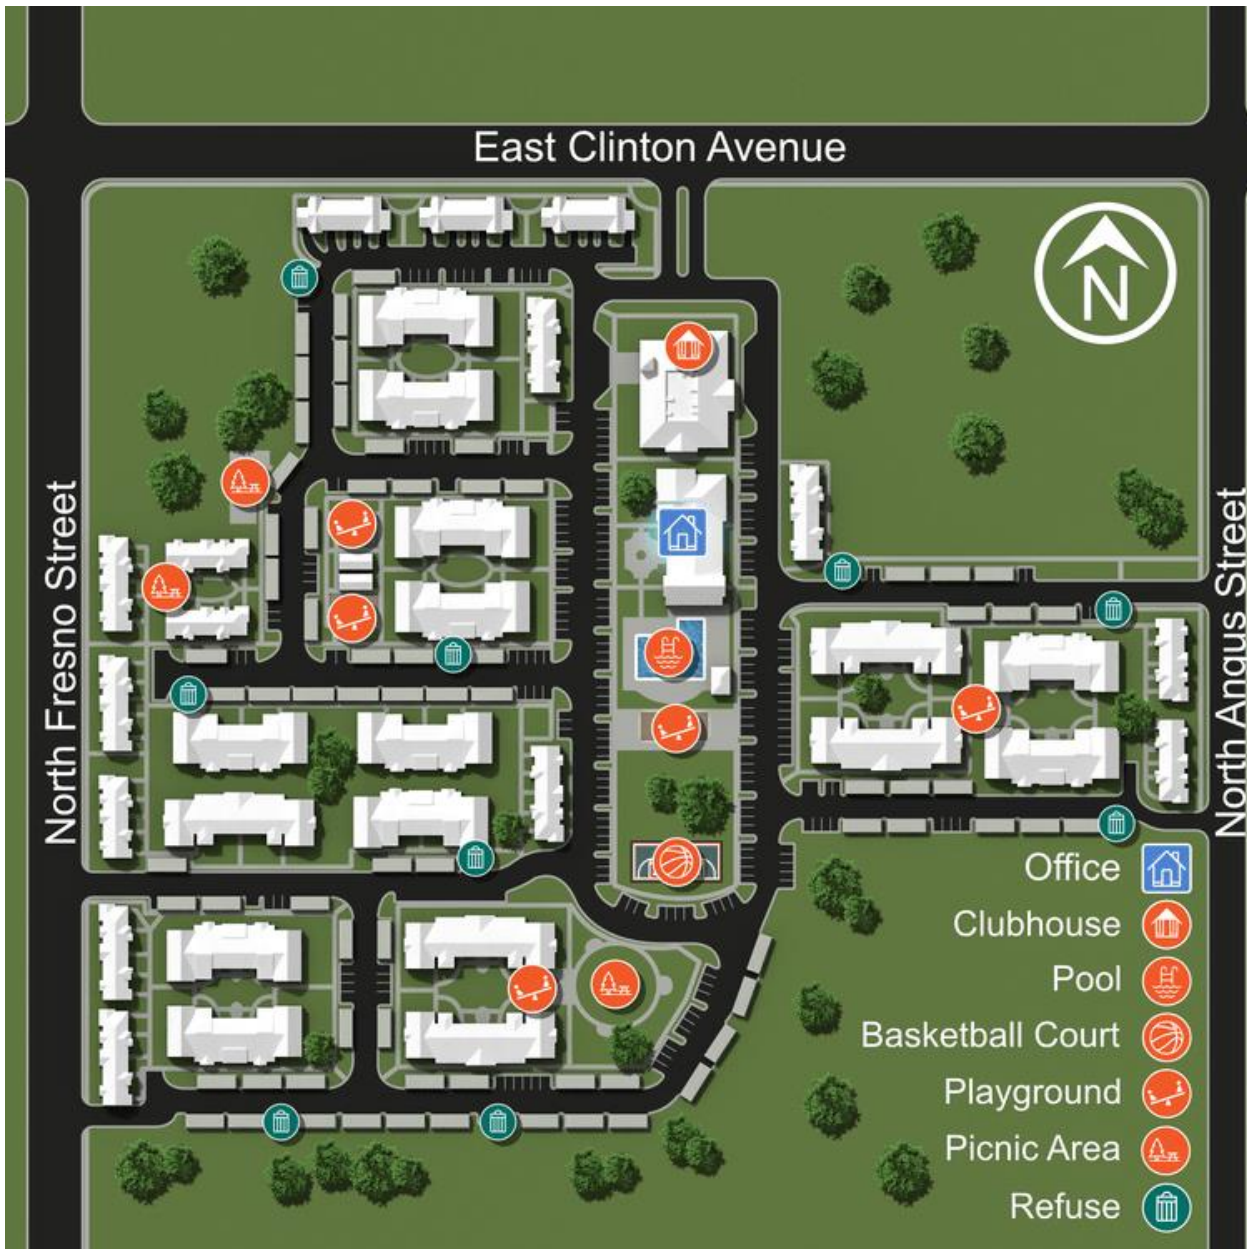 East Clinton Avenue
N
North Fresno Street
North Angus Street
Office
Clubhouse
Pool
Basketball Court
Playground
Picnic Area
Refuse